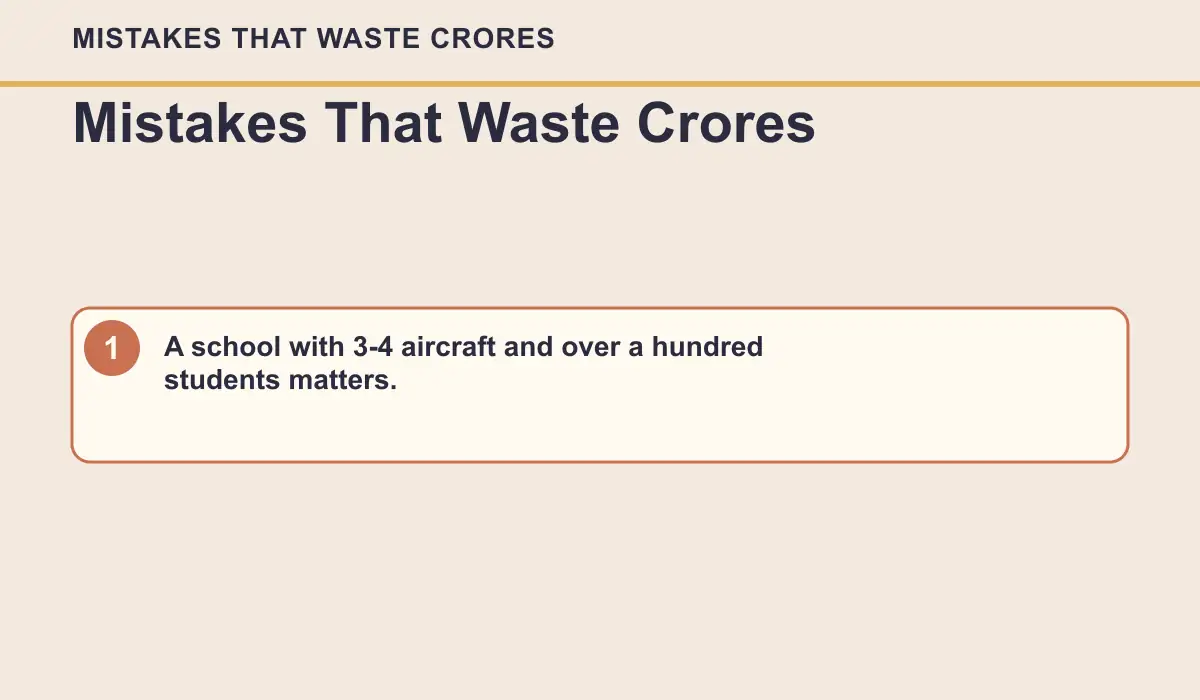 MISTAKES THAT WASTE CRORES
Mistakes That Waste Crores
1
A school with 3-4 aircraft and over a hundred
students matters.